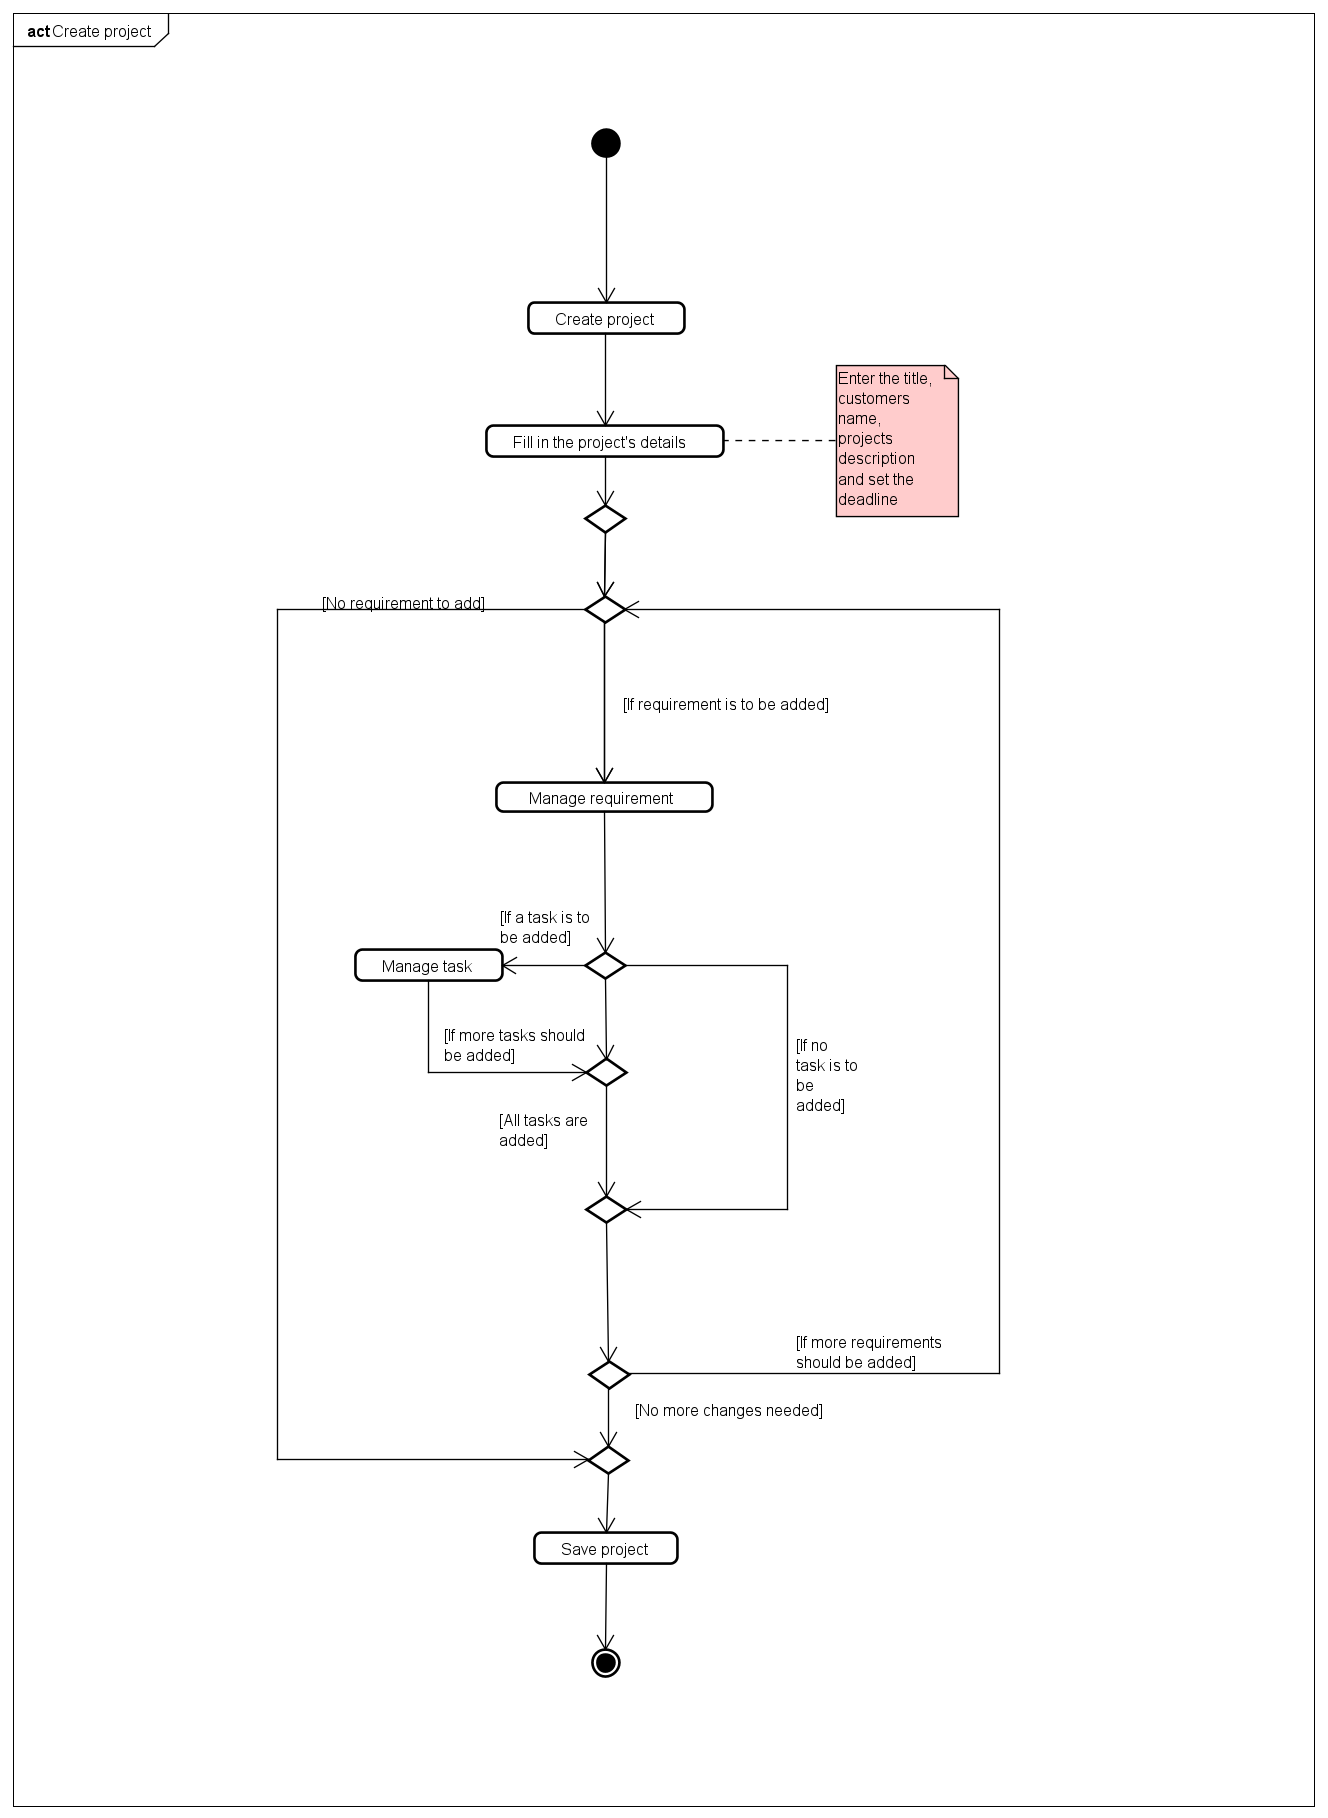 act Create project
Create project
Enter the title,
customers
name,
projects
description
and set the
deadline
Fill in the project's details
[No requirement to add]
[If requirement is to be added]
Manage requirement
[If a task is to
be added]
Manage task
[If more tasks should
be added]
[If no
task is to
be
added]
[All tasks are
added]
[If more requirements
should be added]
[No more changes needed]
Save project